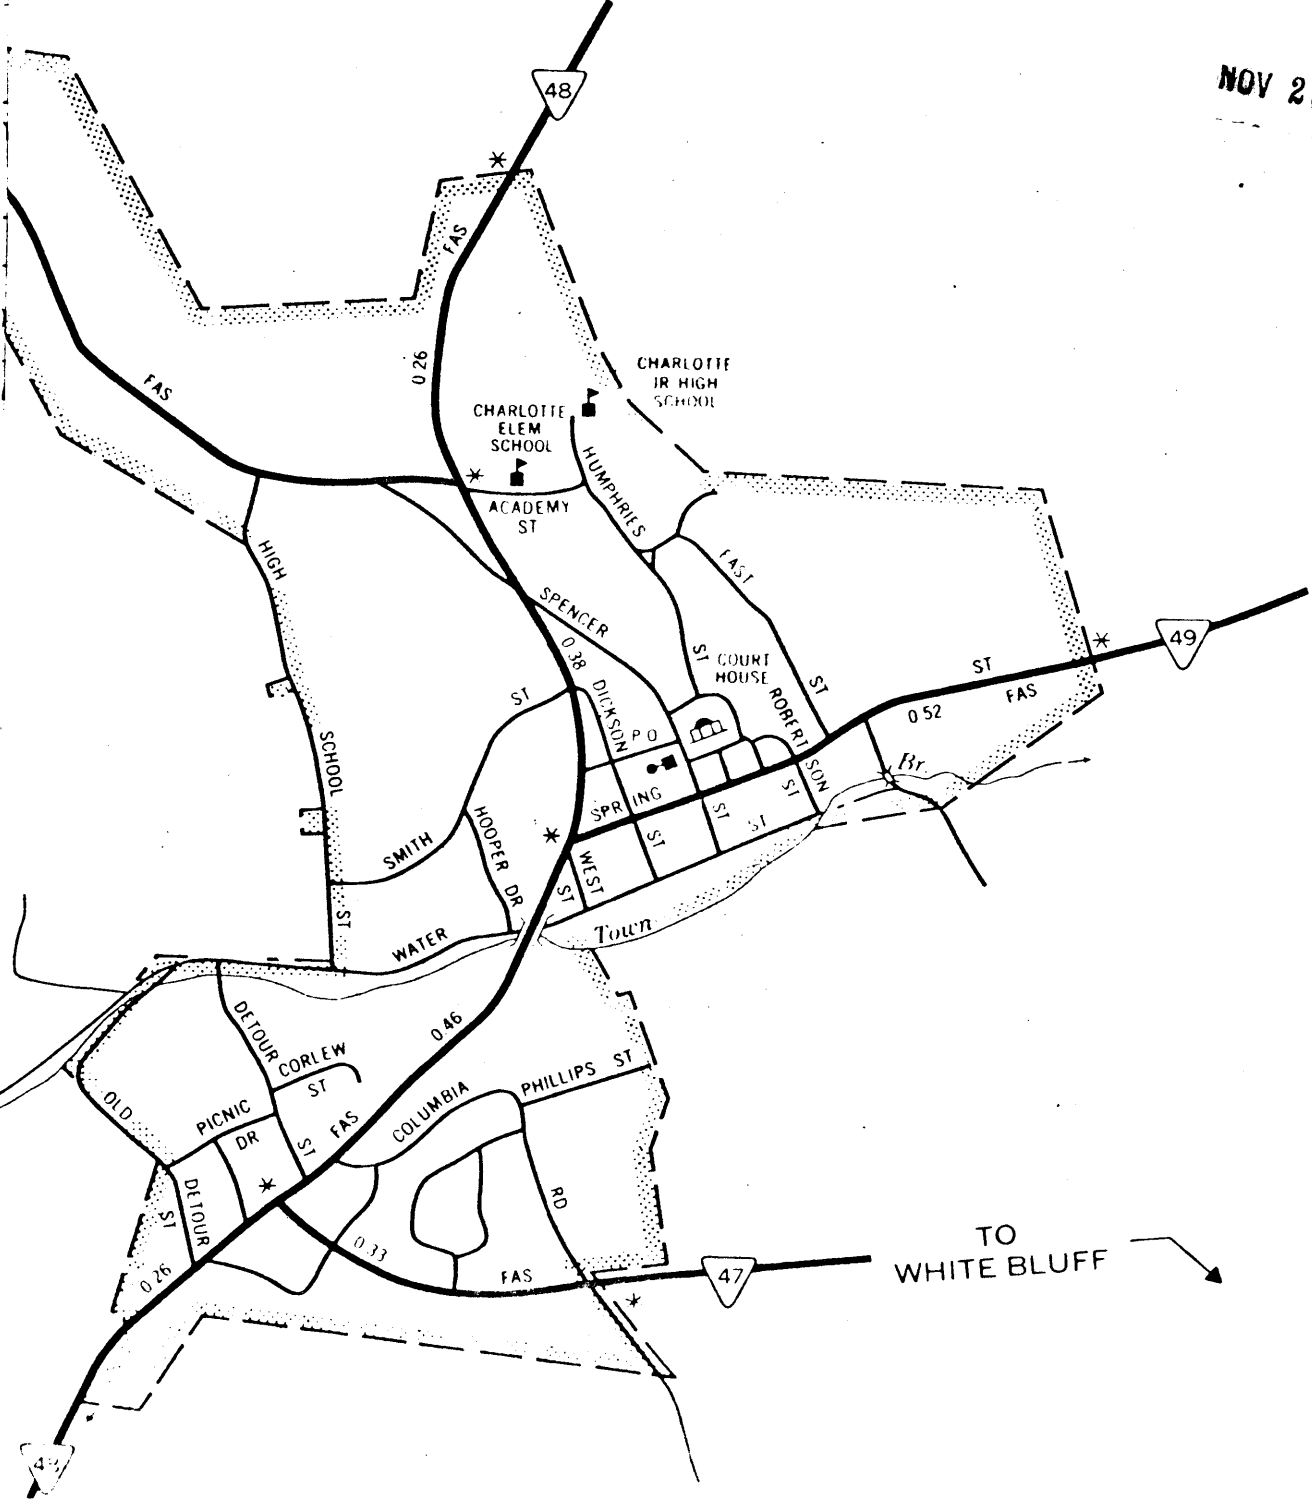 NOV 2
48
FAS
0.26
FAS
CHARLOTTE
JR HIGH
SCHOOL
CHARLOTTE
ELEM
SCHOOL
ACADEMY
ST
HUMPHRIES
ST
HIGH
SCHOOL
ST
EAST
ST
SPENCER
0.38
DICKSON
ST
COURT
HOUSE
ROBERTSON
ST
P O
49
ST
FAS
0.52
Br.
SPRING
ST
ST
SMITH
ST
HOOPER DR
WEST
ST
WATER
Town
DETOUR
ST
CORLEW
ST
0.46
PHILLIPS ST
COLUMBIA
RD
FAS
OLD
DETOUR
ST
PICNIC
DR
0.26
0.33
FAS
47
TO
WHITE BLUFF